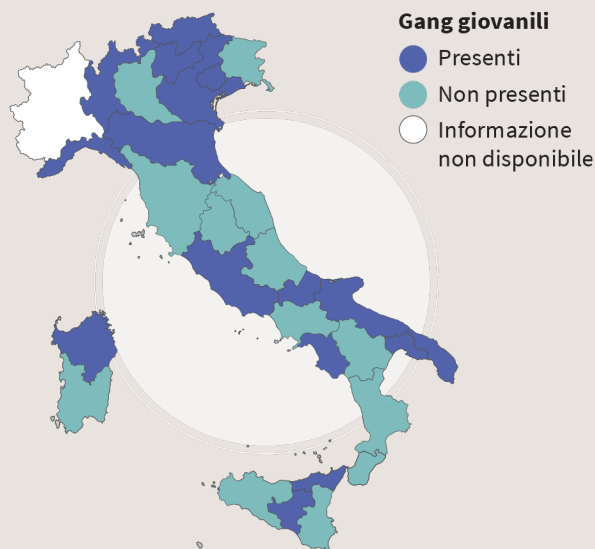 Gang giovanili
Presenti
Non presenti
Informazione
non disponibile